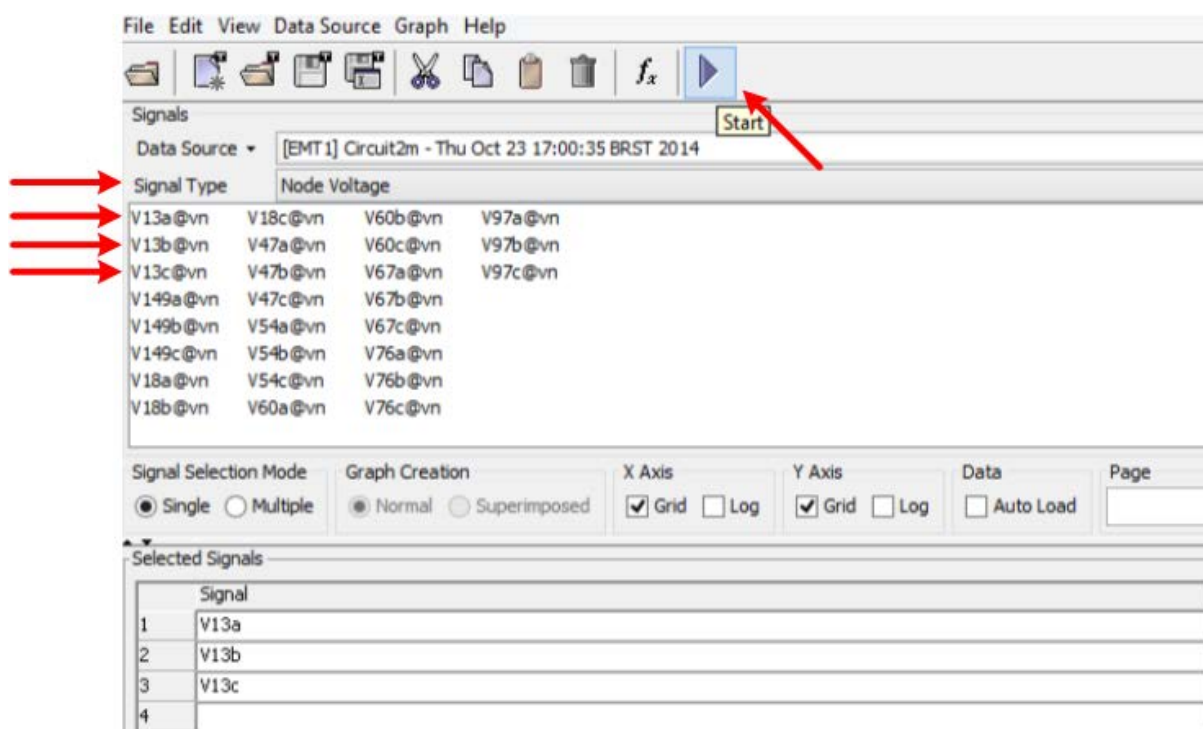 File Edit View Data Source Graph Help
fx
Start
Signals
Data Source [EMT1] Circuit2m - Thu Oct 23 17:00:35 BRST 2014
Signal Type Node Voltage
V13a@vn V18c@vn V60b@vn V97a@vn
V13b@vn V47a@vn V60c@vn V97b@vn
V13c@vn V47b@vn V67a@vn V97c@vn
V149a@vn V47c@vn V67b@vn
V149b@vn V54a@vn V67c@vn
V149c@vn V54b@vn V76a@vn
V18a@vn V54c@vn V76b@vn
V18b@vn V60a@vn V76c@vn
Signal Selection Mode Graph Creation X Axis Y Axis Data Page
Single Multiple Normal Superimposed Grid Log Grid Log Auto Load
Selected Signals
Signal
1 V13a
2 V13b
3 V13c
4